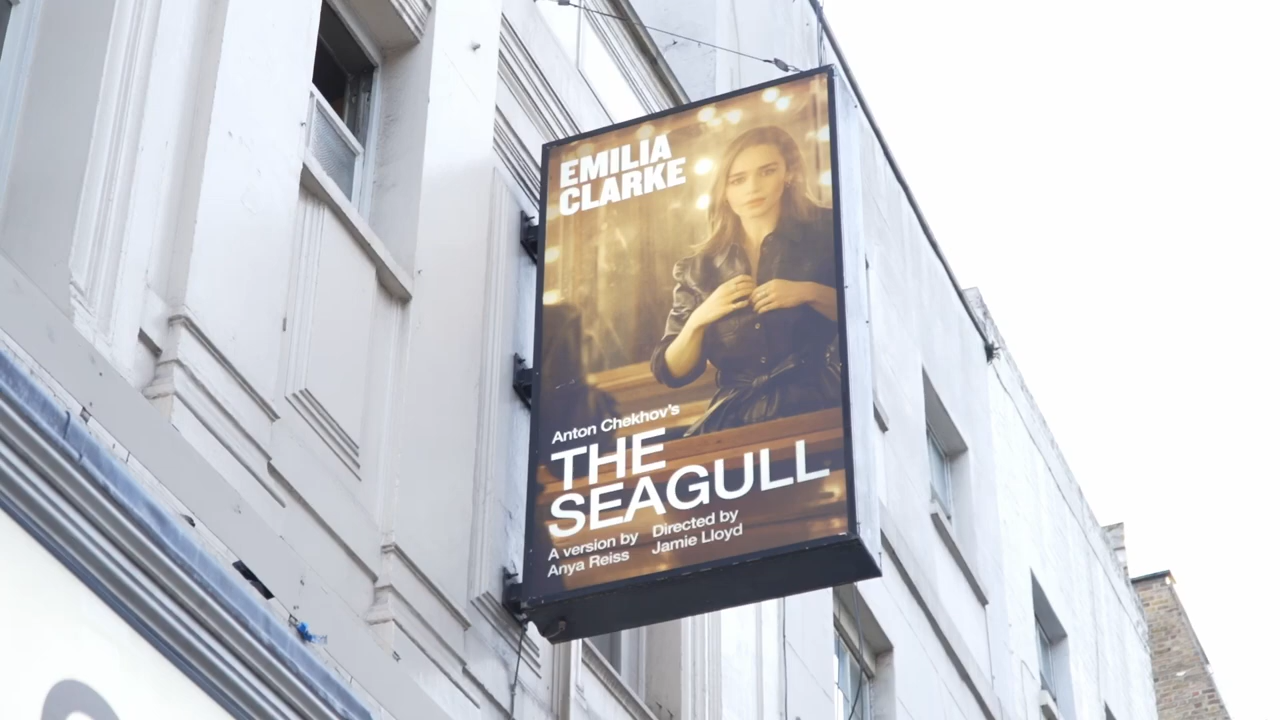 EMILIA
CLARKE
Anton Chekhov's
THE
SEAGULL
A version by
Anya Reiss
Directed by
Jamie Lloyd